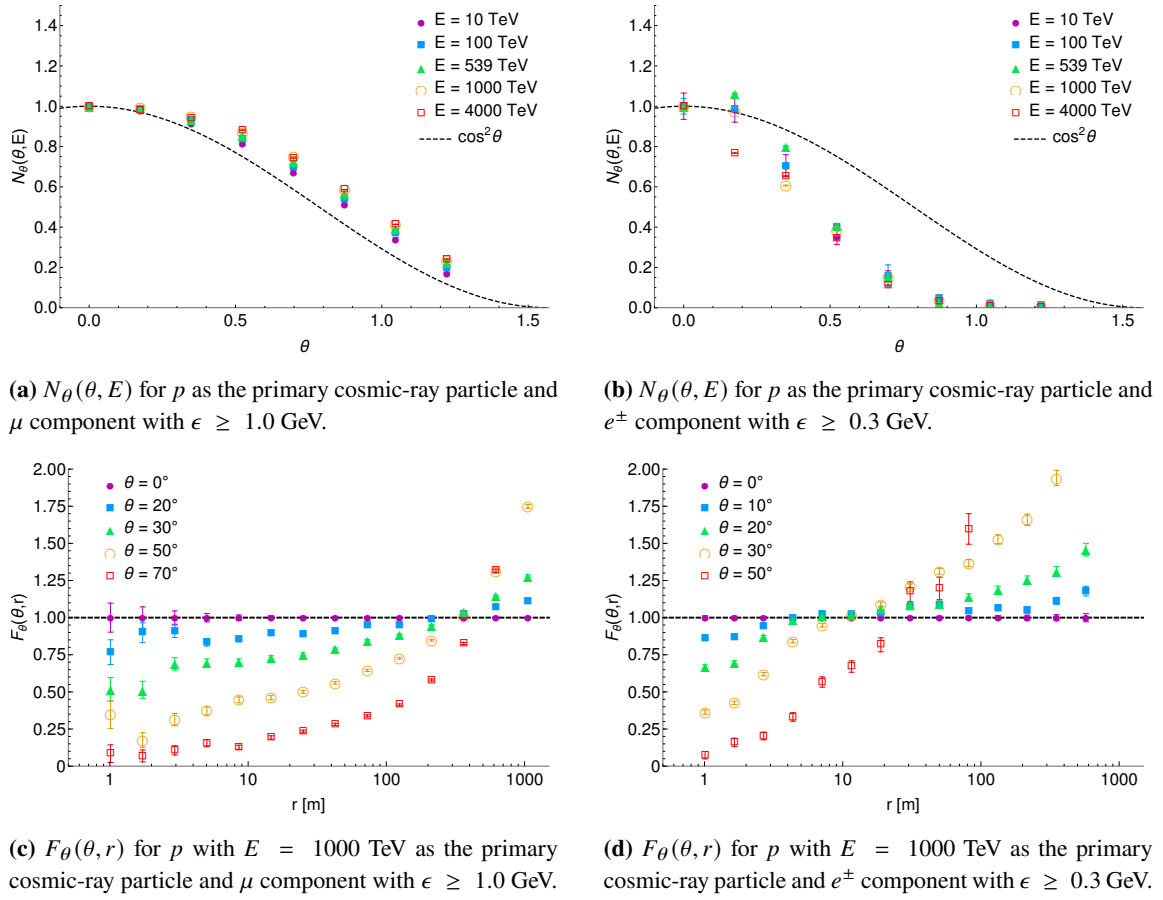 1.4
1.2
1.0
0.8
0.6
0.4
0.2
0.0
Nθ(θ,E)
E = 10 TeV
E = 100 TeV
E = 539 TeV
E = 1000 TeV
E = 4000 TeV
cos²θ
0.0 0.5 1.0 1.5
θ
1.4
1.2
1.0
0.8
0.6
0.4
0.2
0.0
Nθ(θ,E)
E = 10 TeV
E = 100 TeV
E = 539 TeV
E = 1000 TeV
E = 4000 TeV
cos²θ
0.0 0.5 1.0 1.5
θ
(a) Nθ(θ, E) for p as the primary cosmic-ray particle and
μ component with ϵ ≥ 1.0 GeV.
(b) Nθ(θ, E) for p as the primary cosmic-ray particle and
e± component with ϵ ≥ 0.3 GeV.
2.00
1.75
1.50
1.25
1.00
0.75
0.50
0.25
0
Fθ(θ,r)
θ = 0°
θ = 20°
θ = 30°
θ = 50°
θ = 70°
1 10 100 1000
r [m]
2.00
1.75
1.50
1.25
1.00
0.75
0.50
0.25
0
Fθ(θ,r)
θ = 0°
θ = 10°
θ = 20°
θ = 30°
θ = 50°
1 10 100 1000
r [m]
(c) Fθ(θ, r) for p with E = 1000 TeV as the primary
cosmic-ray particle and μ component with ϵ ≥ 1.0 GeV.
(d) Fθ(θ, r) for p with E = 1000 TeV as the primary
cosmic-ray particle and e± component with ϵ ≥ 0.3 GeV.